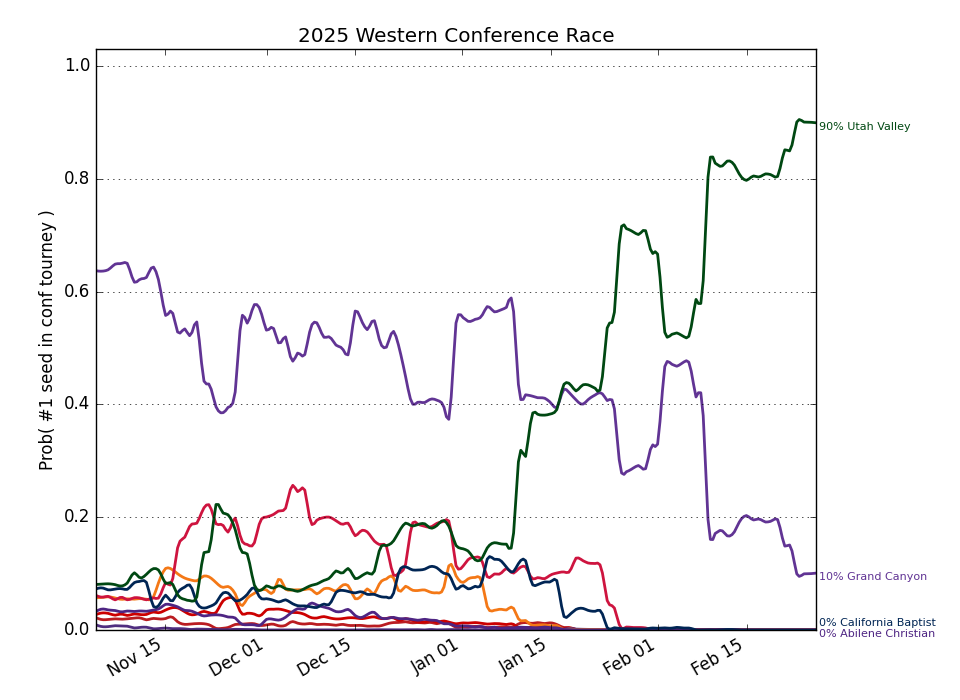 2025 Western Conference Race
Prob( #1 seed in conf tourney )
1.0
0.8
0.6
0.4
0.2
0.0
90% Utah Valley
10% Grand Canyon
0% California Baptist
0% Abilene Christian
Nov 15
Dec 01
Dec 15
Jan 01
Jan 15
Feb 01
Feb 15